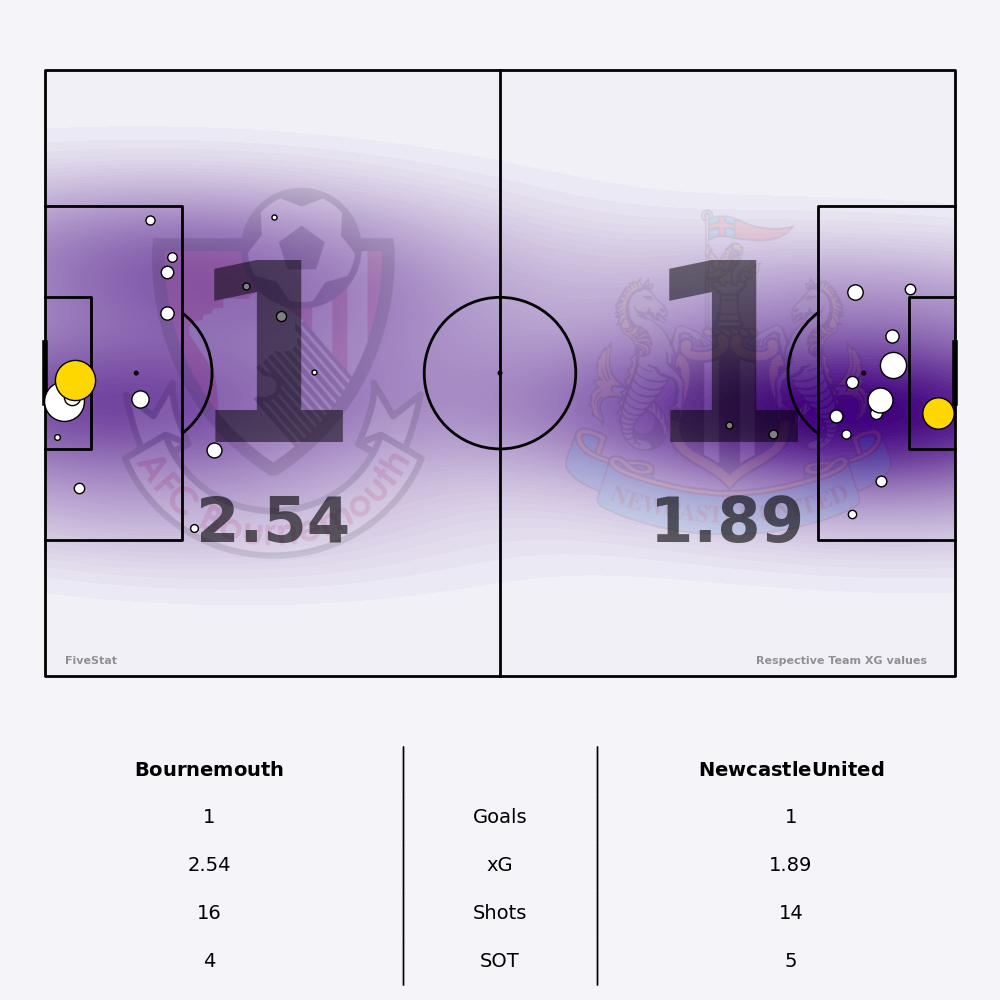 1 1
AFC Bournemouth
NEWCASTLE UNITED
2.54 1.89
FiveStat Respective Team XG values
Bournemouth NewcastleUnited
1 Goals 1
2.54 xG 1.89
16 Shots 14
4 SOT 5